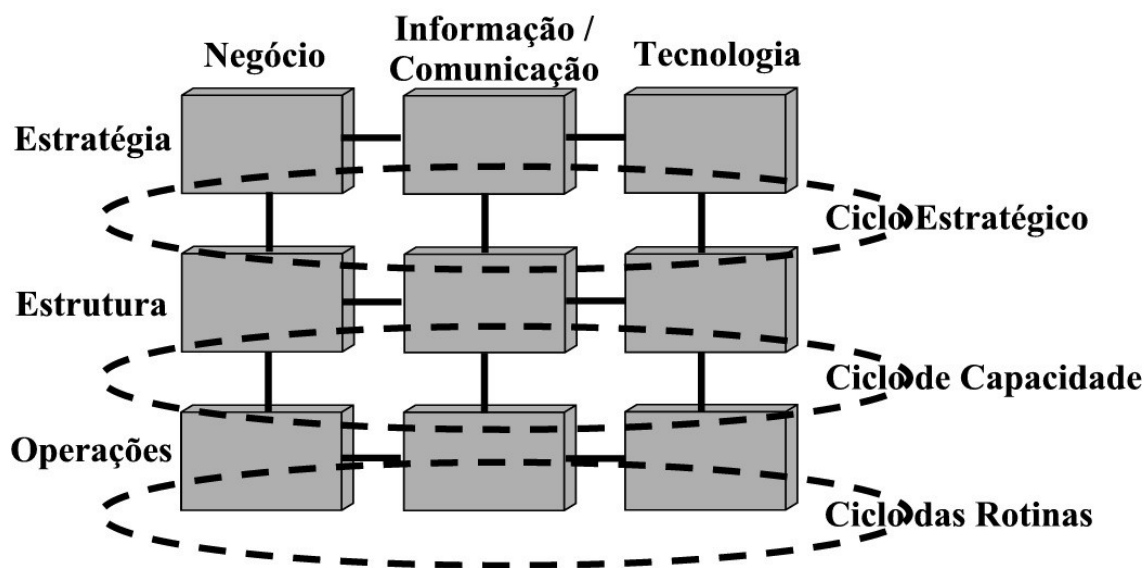 Negócio
Informação /
Comunicação
Tecnologia
Estratégia
Ciclo Estratégico
Estrutura
Ciclo de Capacidade
Operações
Ciclo das Rotinas